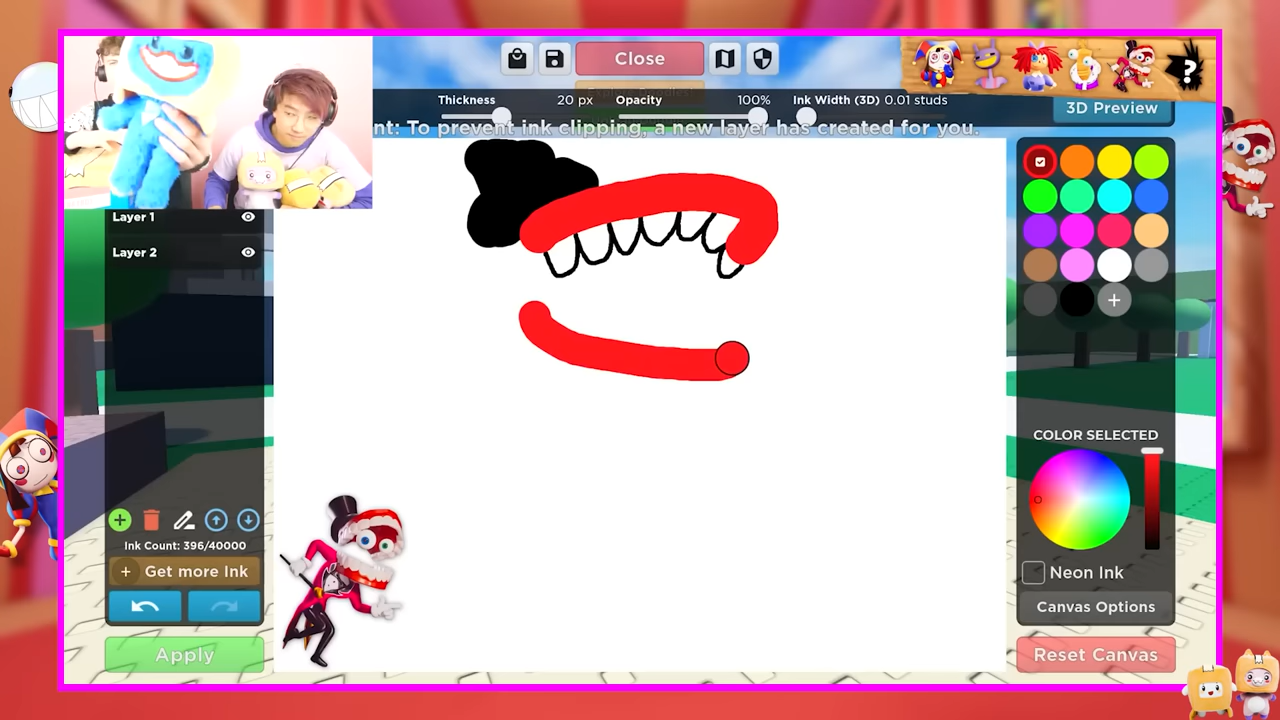 Close
Thickness 20 px Opacity 100% Ink Width (3D) 0.01 studs
3D Preview
nt: To prevent ink clipping, a new layer has created for you.
?
Layer 1
Layer 2
COLOR SELECTED
Ink Count: 396/40000
+ Get more Ink
Neon Ink
Canvas Options
Apply
Reset Canvas